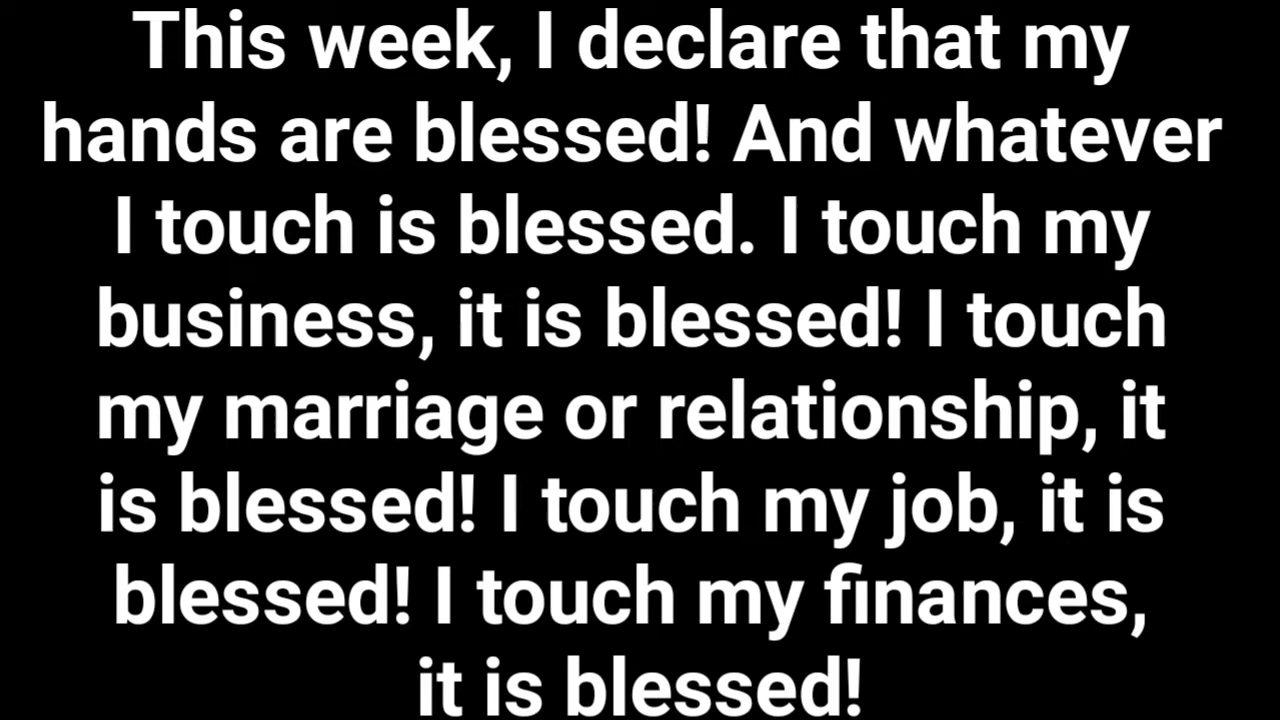 This week, I declare that my
hands are blessed! And whatever
I touch is blessed. I touch my
business, it is blessed! I touch
my marriage or relationship, it
is blessed! I touch my job, it is
blessed! I touch my finances,
it is blessed!